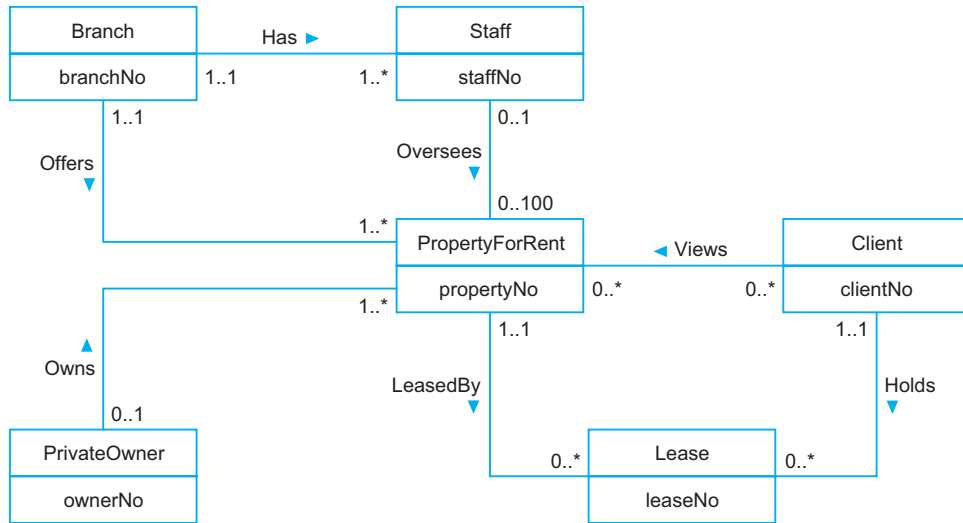 Branch
Has ►
Staff
branchNo
1..1
1..*
staffNo
1..1
0..1
Offers
▼
Oversees
▼
0..100
1..*
PropertyForRent
◄ Views
Client
propertyNo
0..*
0..*
clientNo
1..*
1..1
1..1
▲
Owns
LeasedBy
▼
Holds
▼
0..1
PrivateOwner
0..*
Lease
0..*
ownerNo
leaseNo